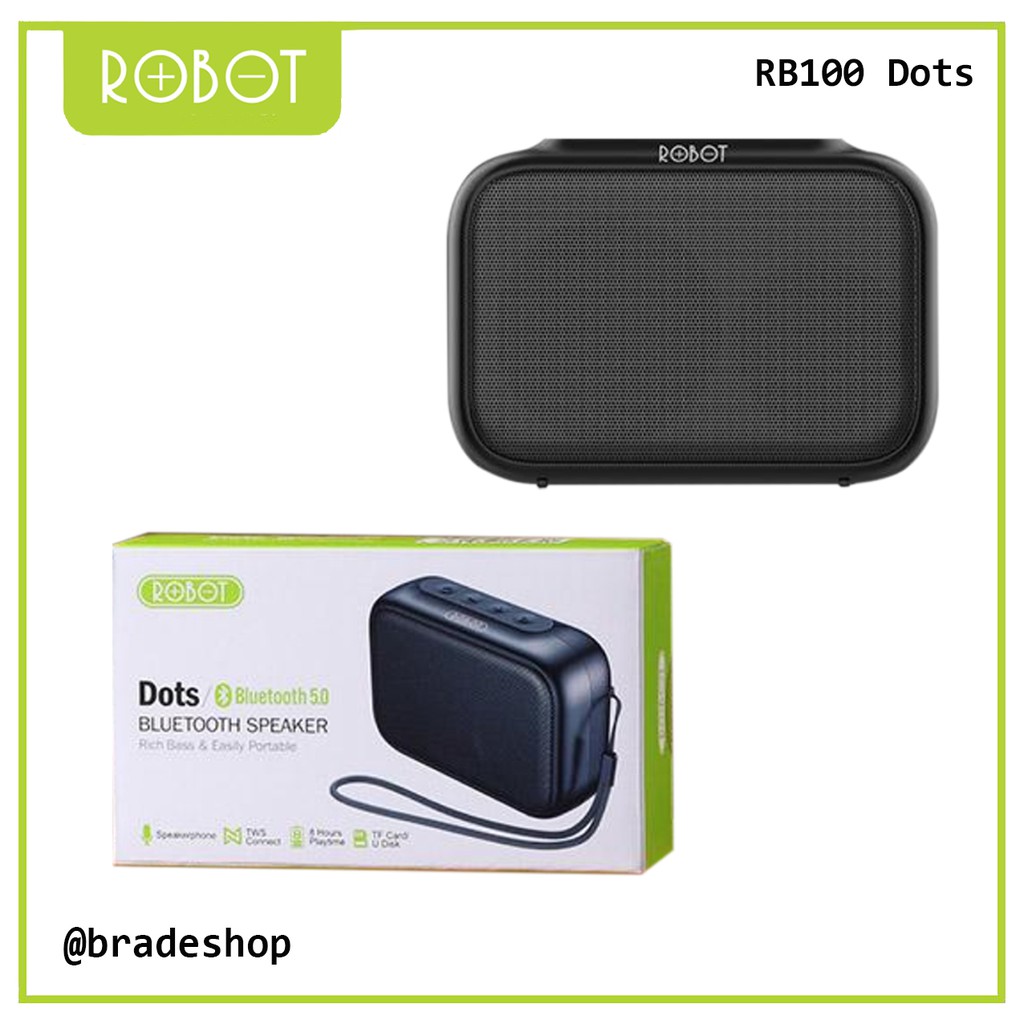 ROBOT
RB100 Dots
ROBOT
ROBOT
Dots / Bluetooth 5.0
BLUETOOTH SPEAKER
Rich Bass & Easily Portable
Speakerphone
TWS
Connect
8 Hours
Playtime
TF Card/
U Disk
@bradeshop